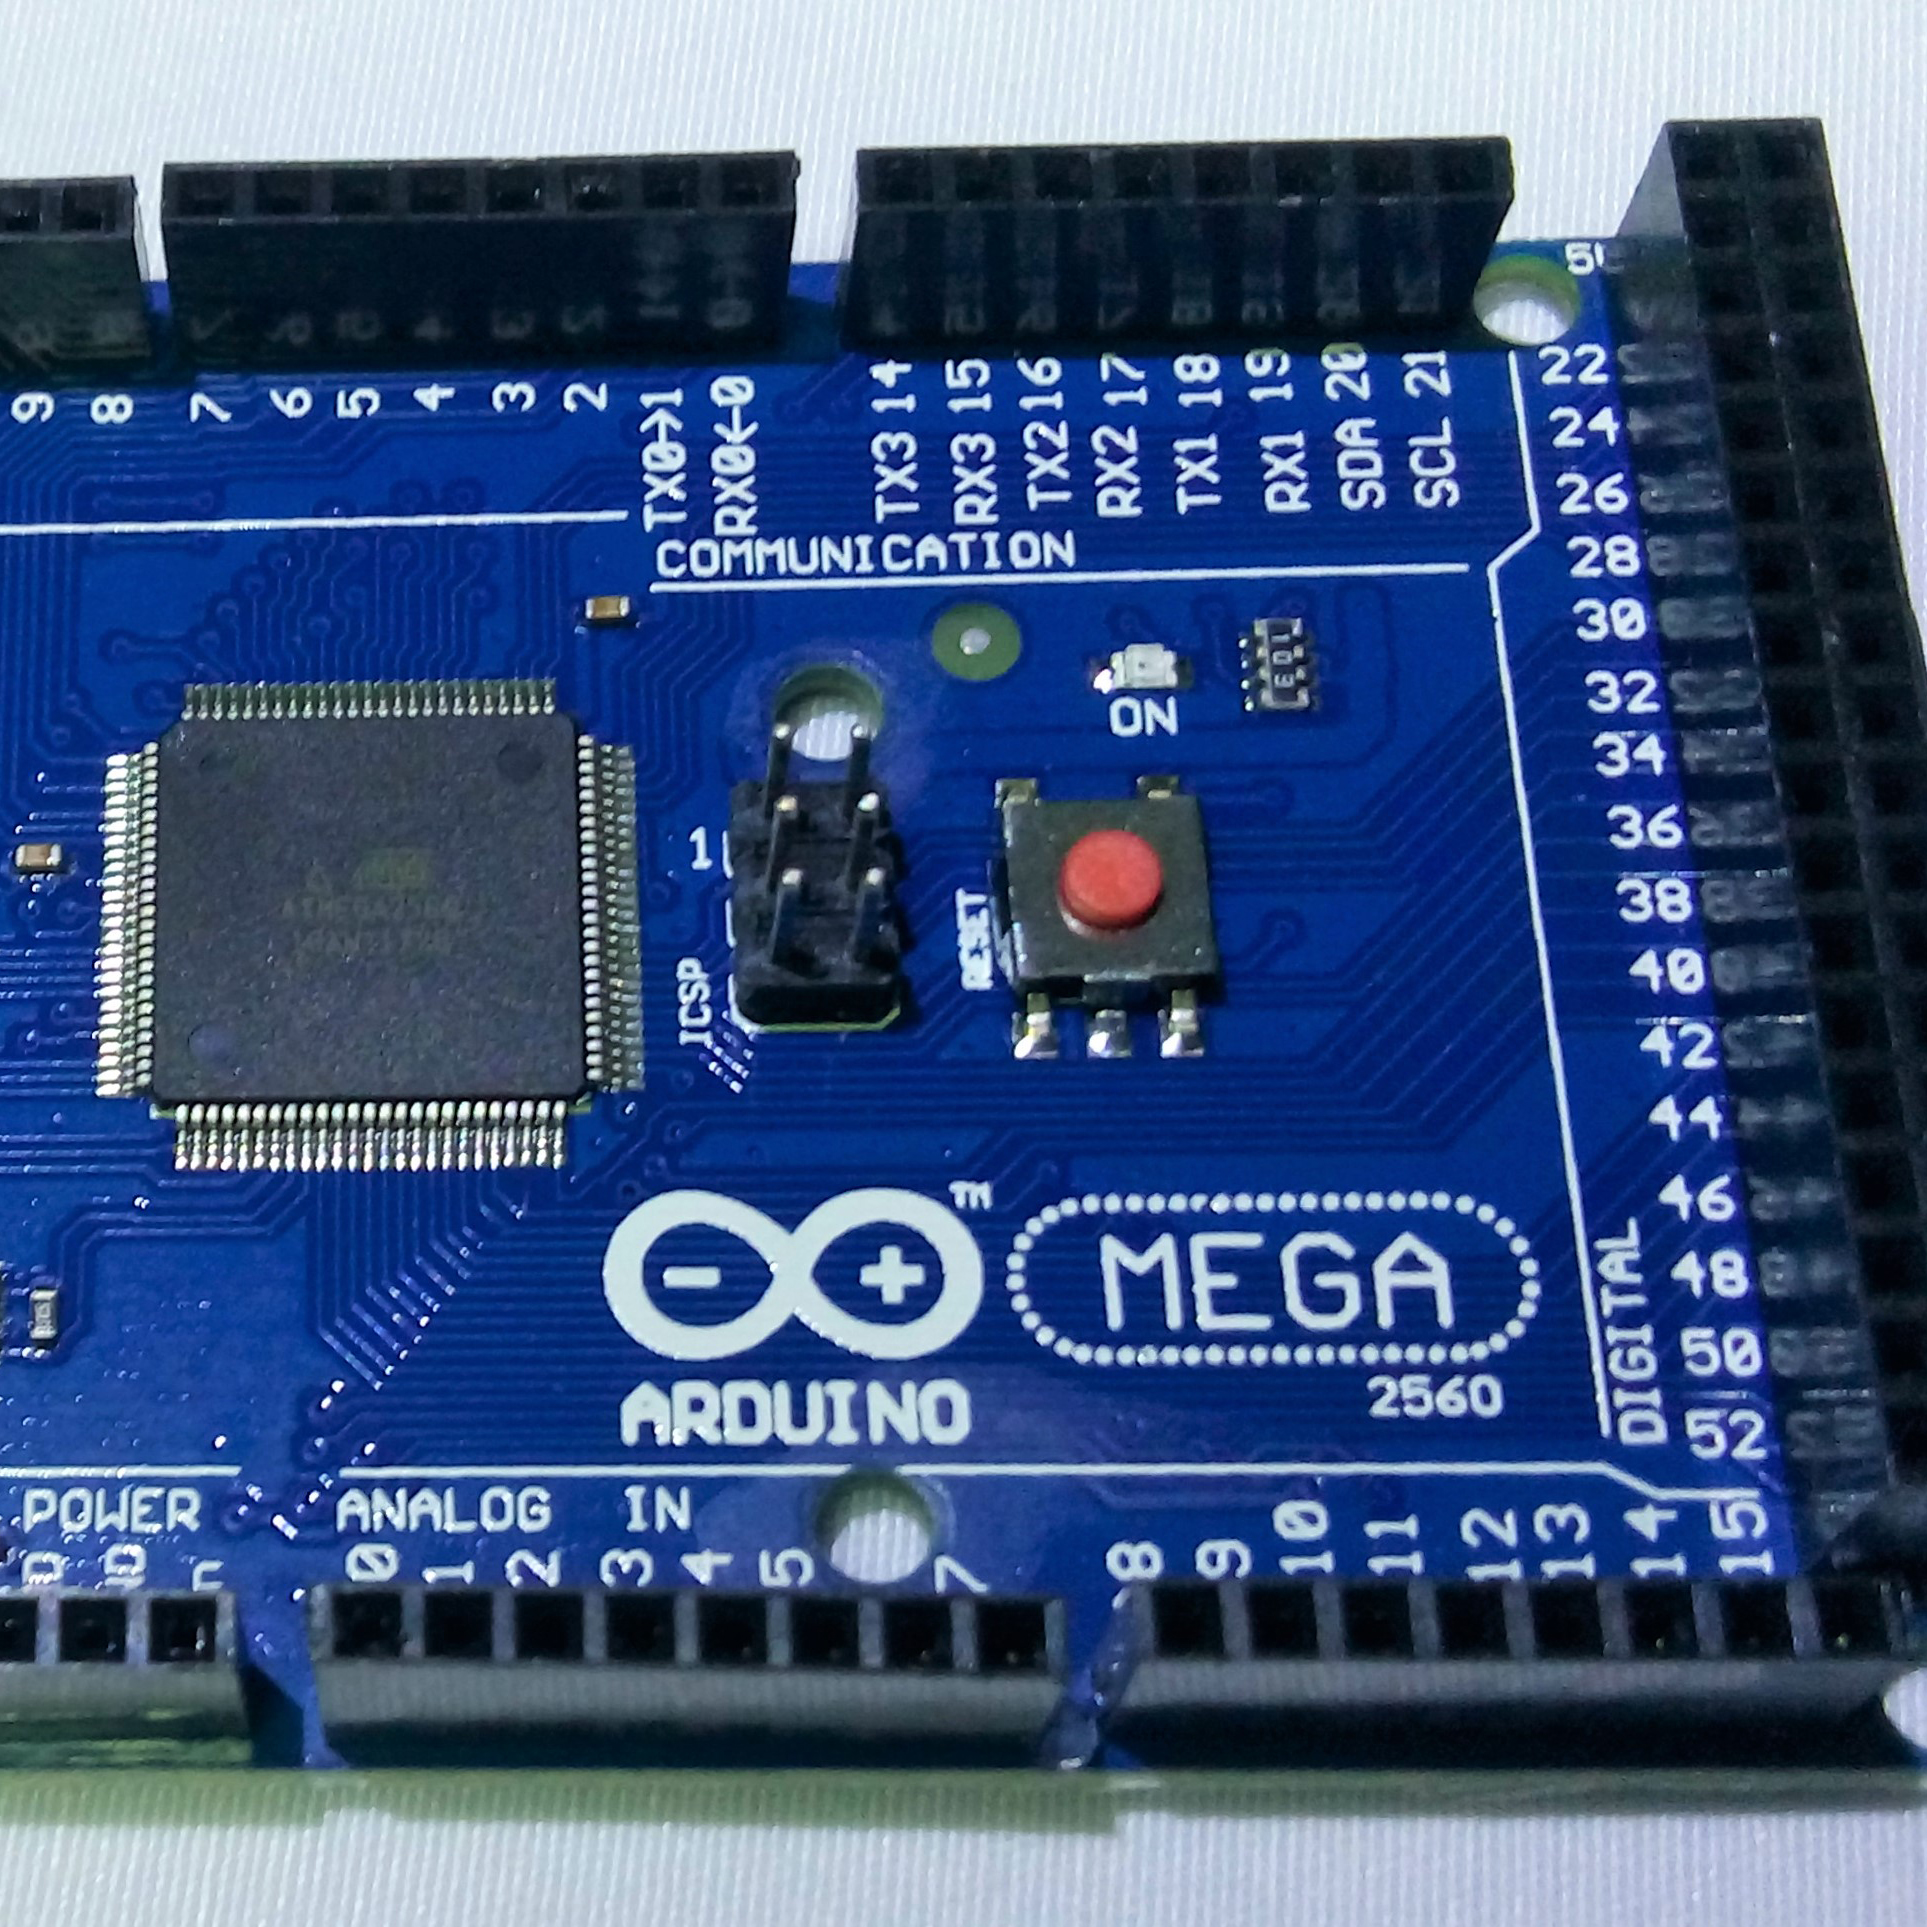 9
8
7
6
5
4
3
2
TX0→1
RX0←0
TX3 14
RX3 15
TX2 16
RX2 17
TX1 18
RX1 19
SDA 20
SCL 21
COMMUNICATION
ON
22
24
26
28
30
32
34
36
38
40
42
44
46
48
50
52
DIGITAL
1
ICSP
RESET
TM
MEGA
2560
ARDUINO
POWER
ANALOG IN
0
1
2
3
4
5
7
8
9
10
11
12
13
14
15